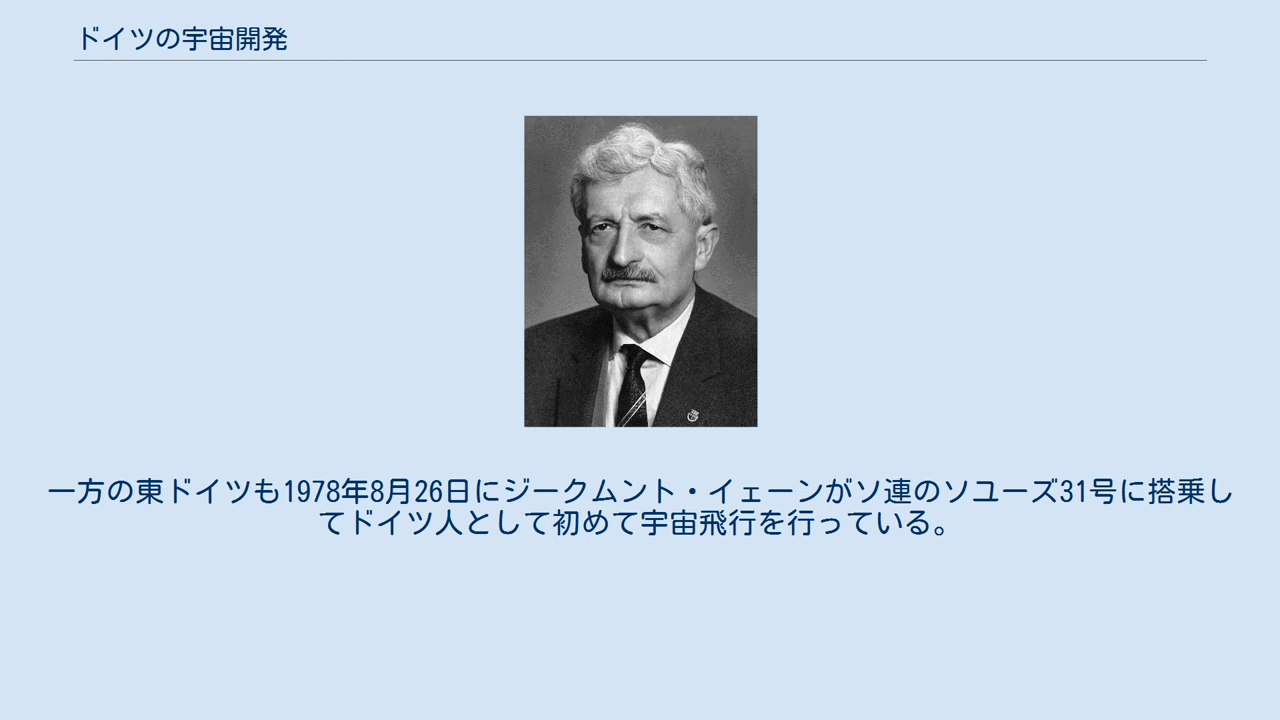 ドイツの宇宙開発
一方の東ドイツも1978年8月26日にジークムント・イェーンがソ連のソユーズ31号に搭乗し
てドイツ人として初めて宇宙飛行を行っている。